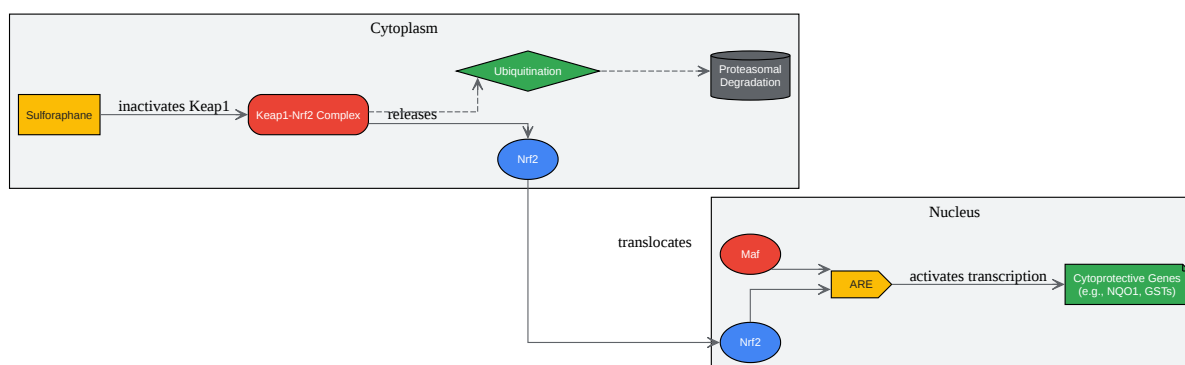 Cytoplasm
Ubiquitination
Proteasomal
Degradation
Sulforaphane
inactivates Keap1
Keap1-Nrf2 Complex
releases
Nrf2
translocates
Nucleus
Maf
ARE
activates transcription
Cytoprotective Genes
(e.g., NQO1, GSTs)
Nrf2